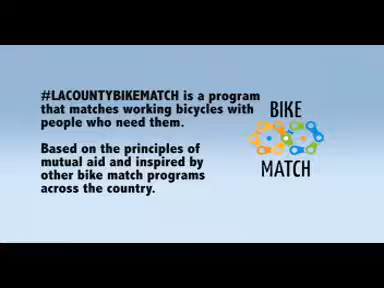 #LACOUNTYBIKEMATCH is a program
that matches working bicycles with
people who need them.
Based on the principles of
mutual aid and inspired by
other bike match programs
across the country.
BIKE
MATCH